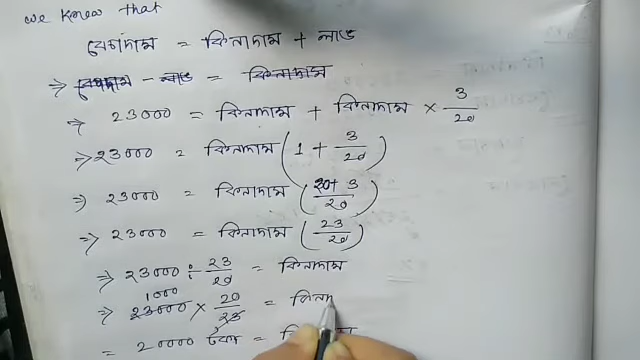 we know that
বেচাদাম = কিনাদাম + লাভ
⇒ - লাভ = কিনাদাম
⇒ 23000 = কিনাদাম + কিনাদাম × 3/20
⇒ 23000 = কিনাদাম (1 + 3/20)
⇒ 23000 = কিনাদাম (20+3/20)
⇒ 23000 = কিনাদাম (23/20)
⇒ 23000 ÷ 23/20 = কিনাদাম
1000
⇒ 23000 × 20/23 = কিনা
= 20000 টকা =